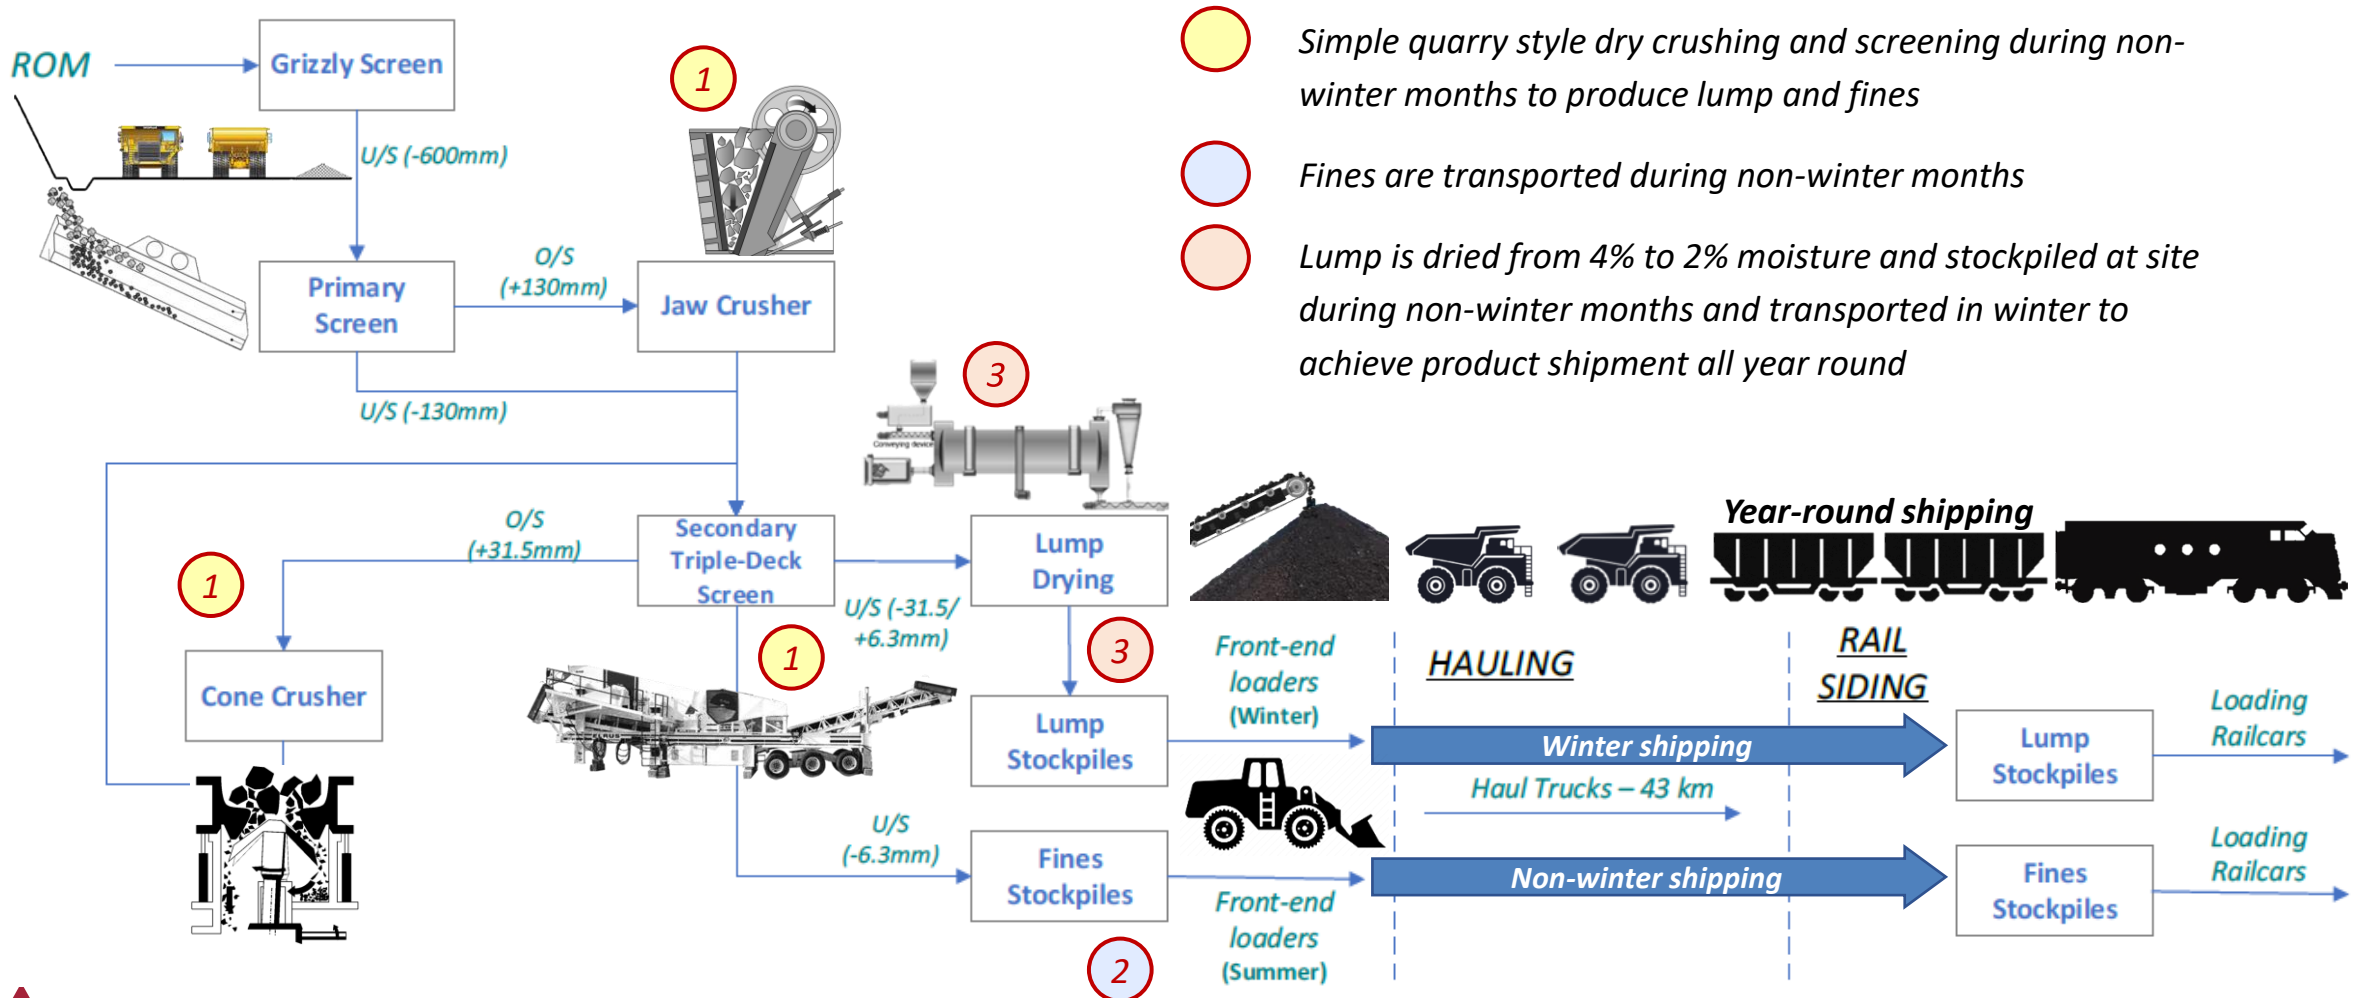 ROM
Grizzly Screen
1
U/S (-600mm)
Primary
Screen
O/S
(+130mm)
Jaw Crusher
U/S (-130mm)
Simple quarry style dry crushing and screening during non-
winter months to produce lump and fines
Fines are transported during non-winter months
Lump is dried from 4% to 2% moisture and stockpiled at site
during non-winter months and transported in winter to
achieve product shipment all year round
3
Conveying device
O/S
(+31.5mm)
Secondary
Triple-Deck
Screen
Lump
Drying
U/S (-31.5/
+6.3mm)
1
Cone Crusher
1
3
Lump
Stockpiles
U/S
(-6.3mm)
Fines
Stockpiles
2
Year-round shipping
Front-end
loaders
(Winter)
HAULING
RAIL
SIDING
Winter shipping
Haul Trucks – 43 km
Non-winter shipping
Front-end
loaders
(Summer)
Lump
Stockpiles
Loading
Railcars
Fines
Stockpiles
Loading
Railcars